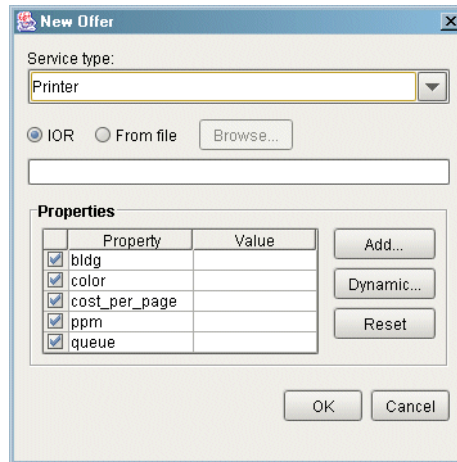 New Offer
Service type:
Printer
IOR From file Browse...
Properties
Property Value
bldg
color
cost_per_page
ppm
queue
Add...
Dynamic...
Reset
OK Cancel